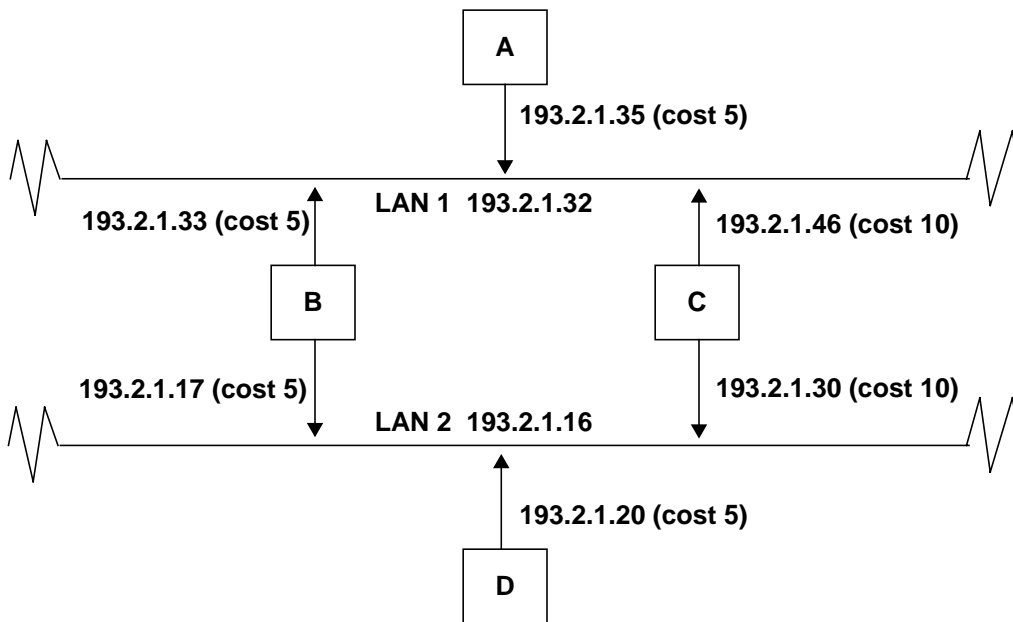 A
193.2.1.35 (cost 5)
LAN 1 193.2.1.32
193.2.1.33 (cost 5)
193.2.1.46 (cost 10)
B
C
193.2.1.17 (cost 5)
193.2.1.30 (cost 10)
LAN 2 193.2.1.16
193.2.1.20 (cost 5)
D